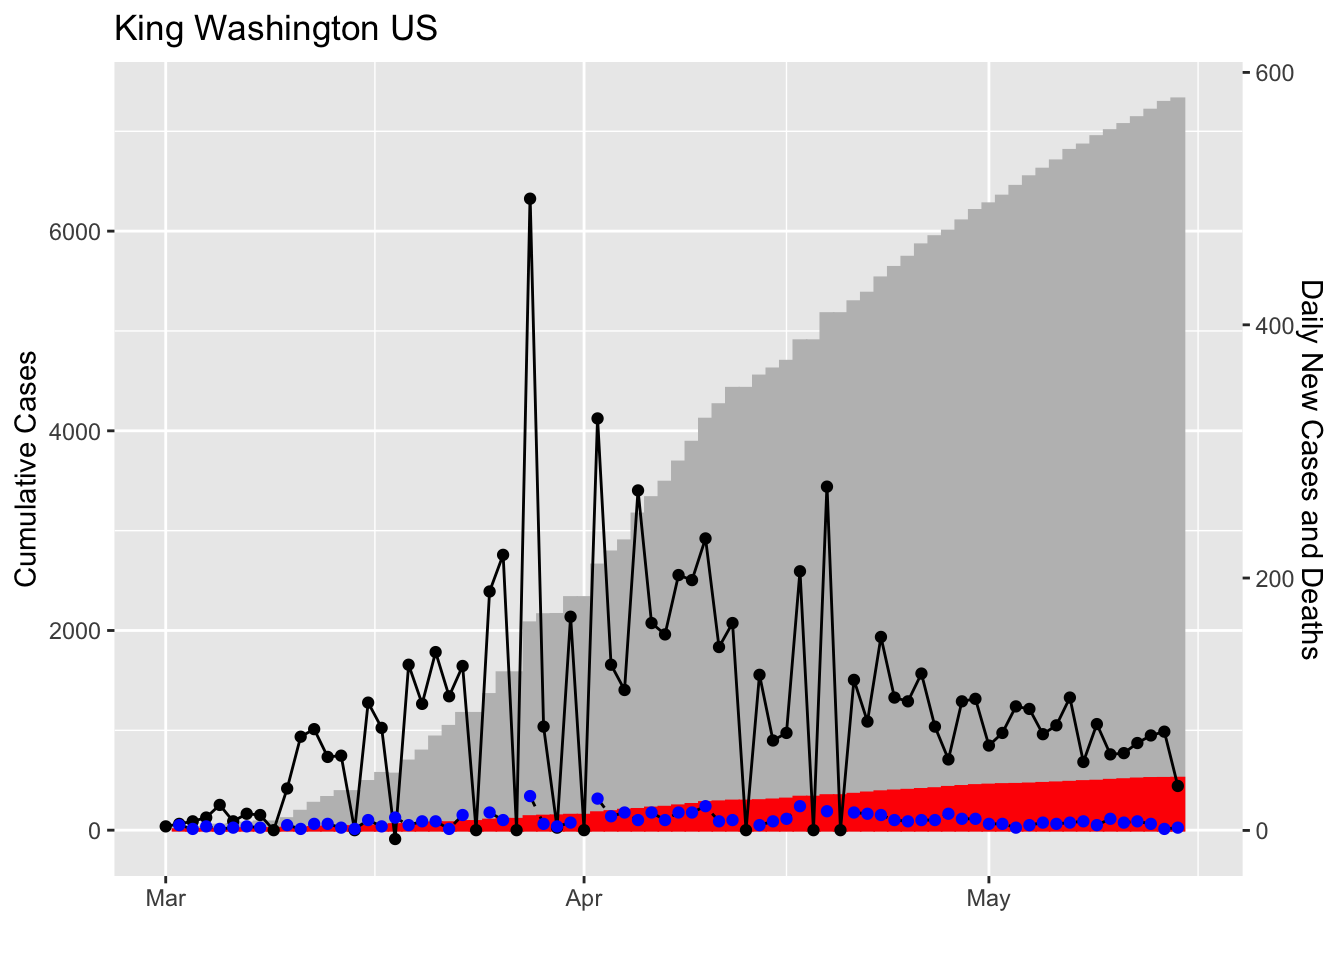 King Washington US
600
6000
400
4000
Cumulative Cases
Daily New Cases and Deaths
200
2000
0
0
Mar
Apr
May